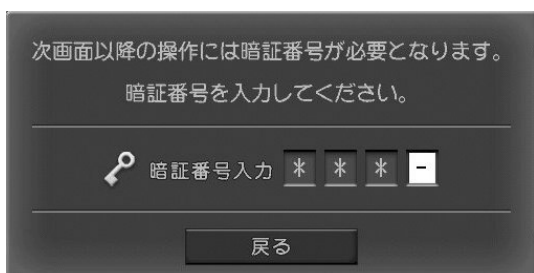 次画面以降の操作には暗証番号が必要となります。
暗証番号を入力してください。
暗証番号入力 * * * -
戻る